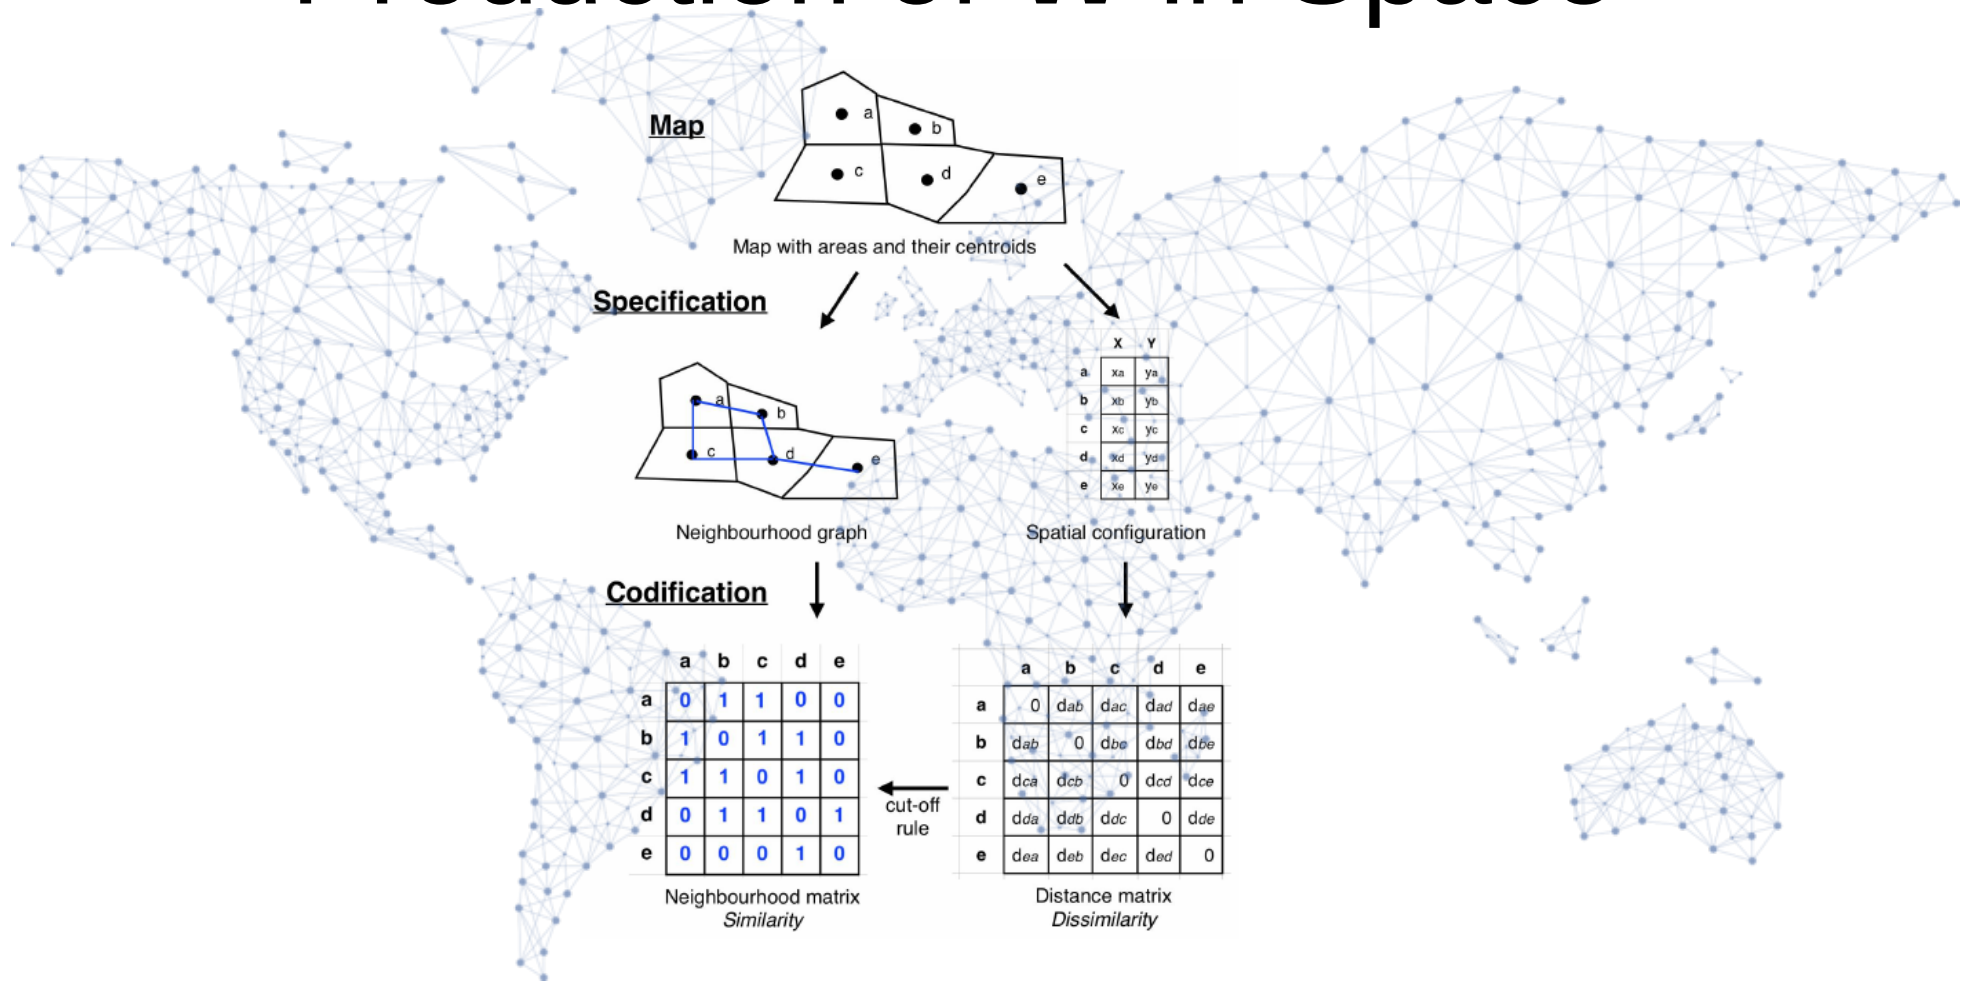 Production of W in Space
Map
a
b
c
d
e
Map with areas and their centroids
Specification
a
b
c
d
e
Neighbourhood graph
X Y
a xa ya
b xb yb
c xc yc
d xd yd
e xe ye
Spatial configuration
Codification
a b c d e
a 0 1 1 0 0
b 1 0 1 1 0
c 1 1 0 1 0
d 0 1 1 0 1
e 0 0 0 1 0
Neighbourhood matrix
Similarity
cut-off
rule
a b c d e
a 0 dab dac dad dae
b dab 0 dbc dbd dbe
c dca dcb 0 dcd dce
d dda ddb ddc 0 dde
e dea deb dec ded 0
Distance matrix
Dissimilarity